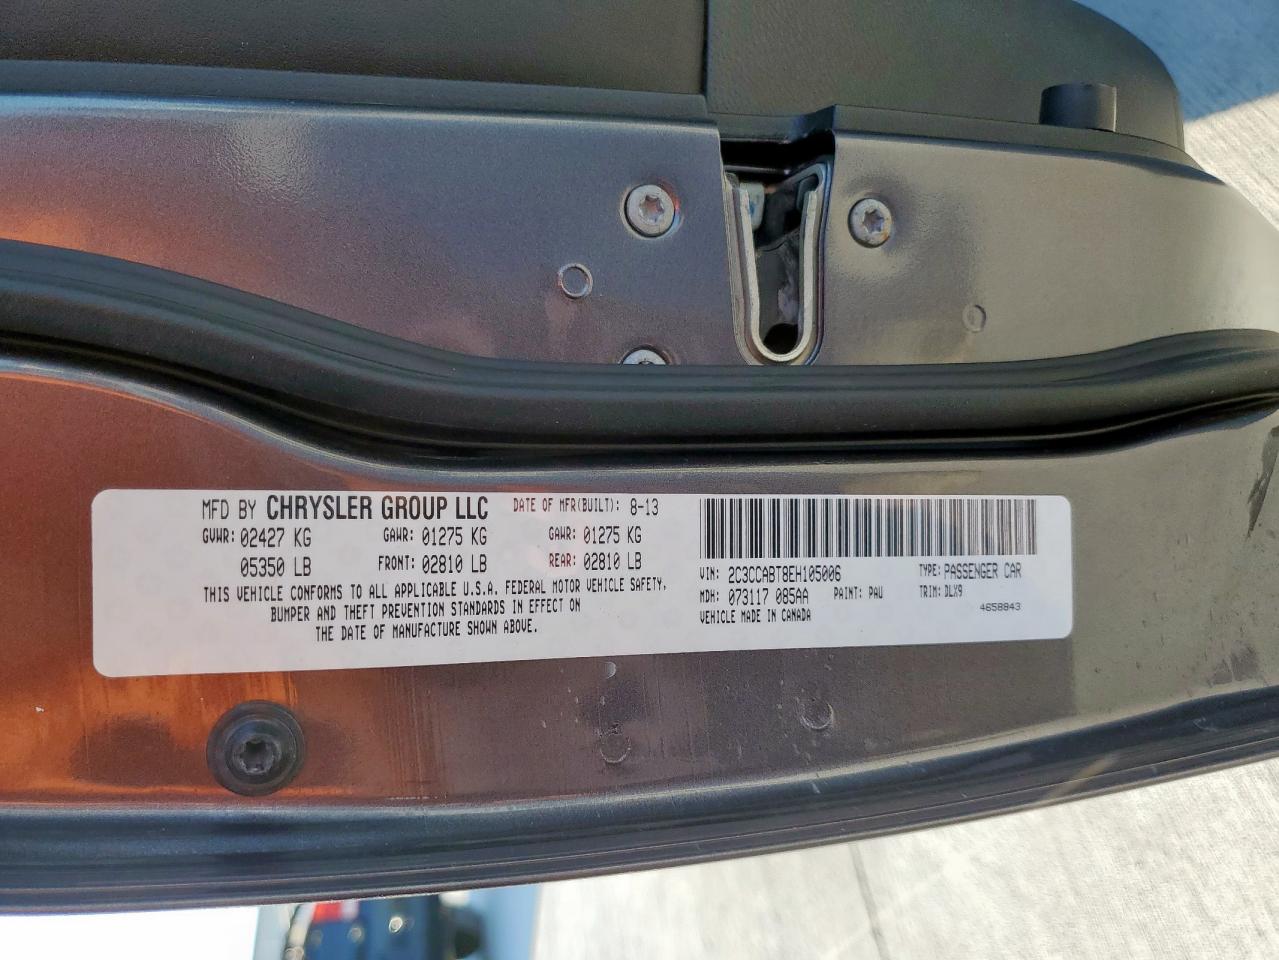 MFD BY CHRYSLER GROUP LLC DATE OF MFR(BUILT): 8-13
GVWR: 02427 KG GAWR: 01275 KG GAWR: 01275 KG
05350 LB FRONT: 02810 LB REAR: 02810 LB
THIS VEHICLE CONFORMS TO ALL APPLICABLE U.S.A. FEDERAL MOTOR VEHICLE SAFETY,
BUMPER AND THEFT PREVENTION STANDARDS IN EFFECT ON
THE DATE OF MANUFACTURE SHOWN ABOVE.
VIN: 2C3CCABT8EH105006 TYPE: PASSENGER CAR
MDH: 073117 085AA PAINT: PAU TRIM: DLX9
VEHICLE MADE IN CANADA 4658843